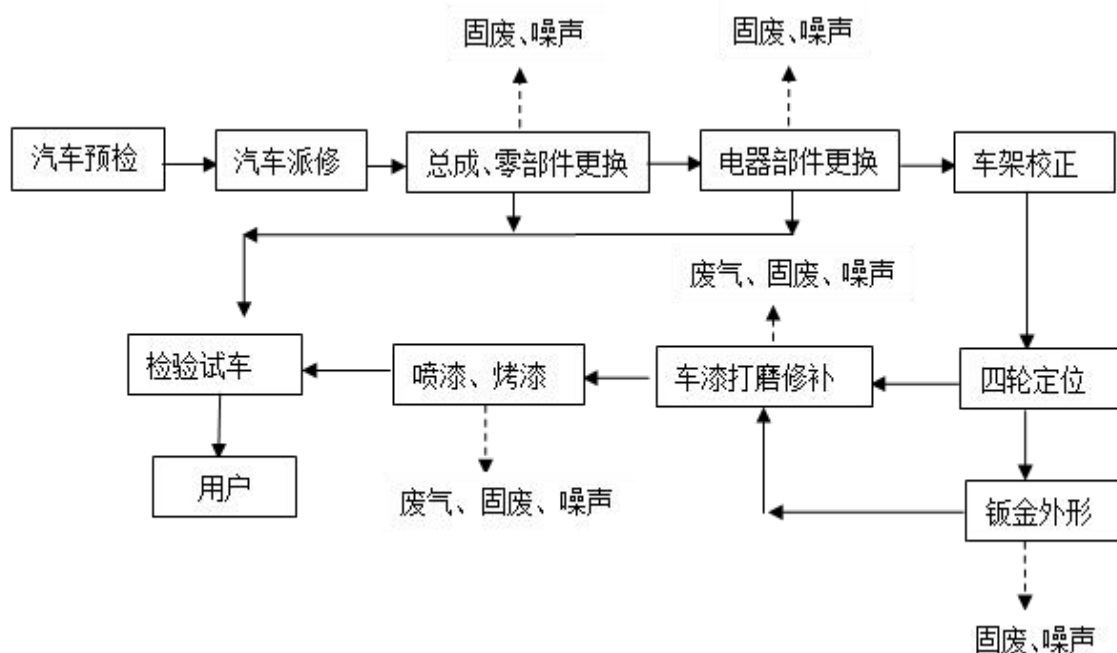 固废、噪声
固废、噪声
汽车预检
汽车派修
总成、零部件更换
电器部件更换
车架校正
废气、固废、噪声
检验试车
喷漆、烤漆
车漆打磨修补
四轮定位
用户
废气、固废、噪声
钣金外形
固废、噪声